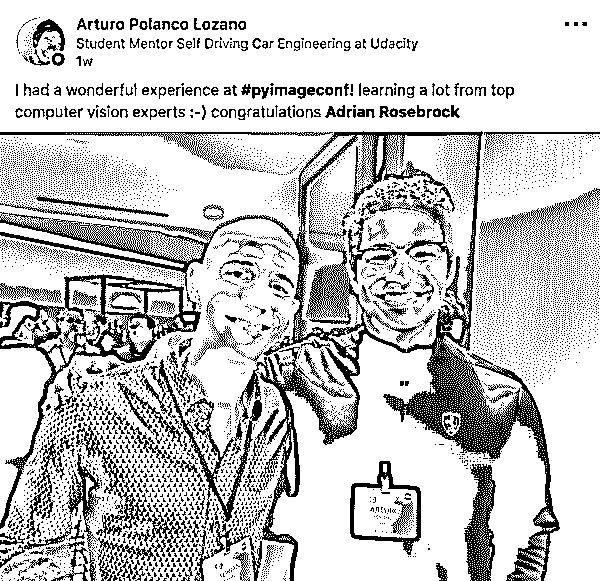 Arturo Polanco Lozano
Student Mentor Self Driving Car Engineering at Udacity
1w
I had a wonderful experience at #pyimageconf! learning a lot from top
computer vision experts :-) congratulations Adrian Rosebrock